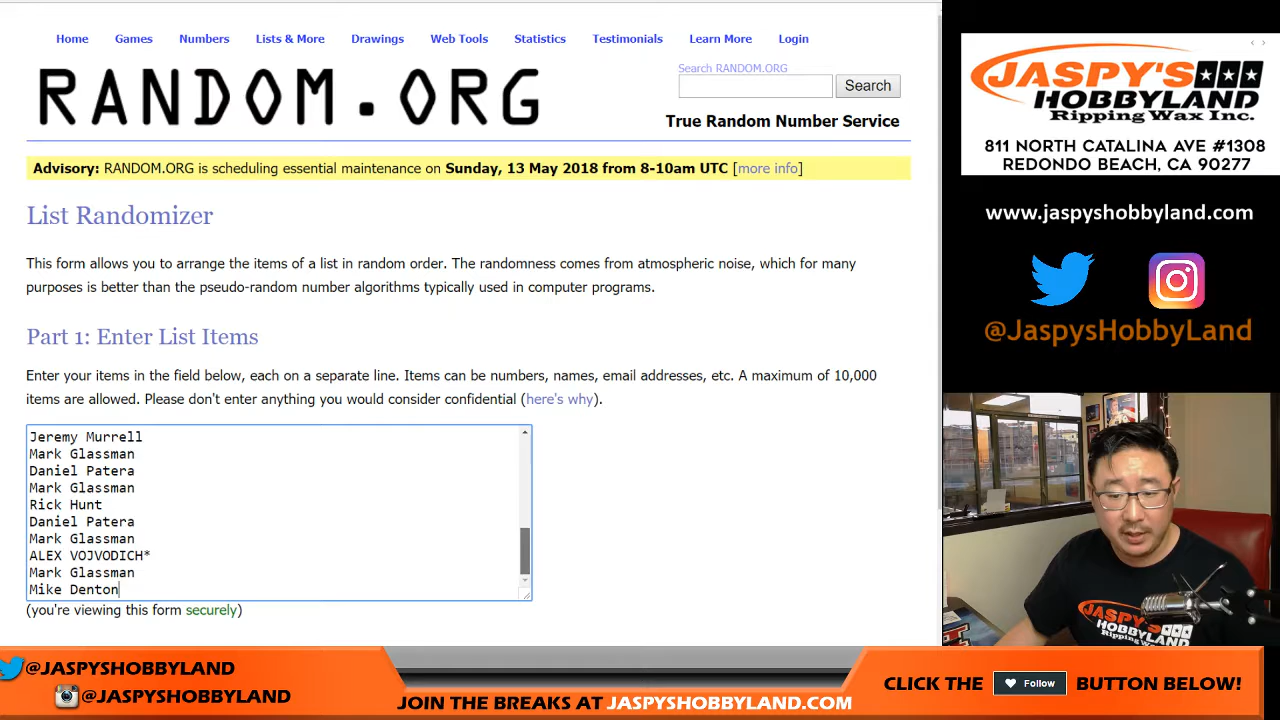 Home Games Numbers Lists & More Drawings Web Tools Statistics Testimonials Learn More Login
RANDOM.ORG
Search RANDOM.ORG
Search
True Random Number Service
Advisory: RANDOM.ORG is scheduling essential maintenance on Sunday, 13 May 2018 from 8-10am UTC [more info]
List Randomizer
This form allows you to arrange the items of a list in random order. The randomness comes from atmospheric noise, which for many
purposes is better than the pseudo-random number algorithms typically used in computer programs.
Part 1: Enter List Items
Enter your items in the field below, each on a separate line. Items can be numbers, names, email addresses, etc. A maximum of 10,000
items are allowed. Please don't enter anything you would consider confidential (here's why).
Jeremy Murrell
Mark Glassman
Daniel Patera
Mark Glassman
Rick Hunt
Daniel Patera
Mark Glassman
ALEX VOJVODICH*
Mark Glassman
Mike Denton
(you're viewing this form securely)
JASPY'S
HOBBYLAND
Ripping Wax Inc.
811 NORTH CATALINA AVE #1308
REDONDO BEACH, CA 90277
www.jaspyshobbyland.com
@JaspysHobbyLand
JASPY'S
HOBBYLAND
Ripping Wax Inc.
@JASPYSHOBBYLAND
@JASPYSHOBBYLAND
JOIN THE BREAKS AT JASPYSHOBBYLAND.COM
CLICK THE Follow BUTTON BELOW!